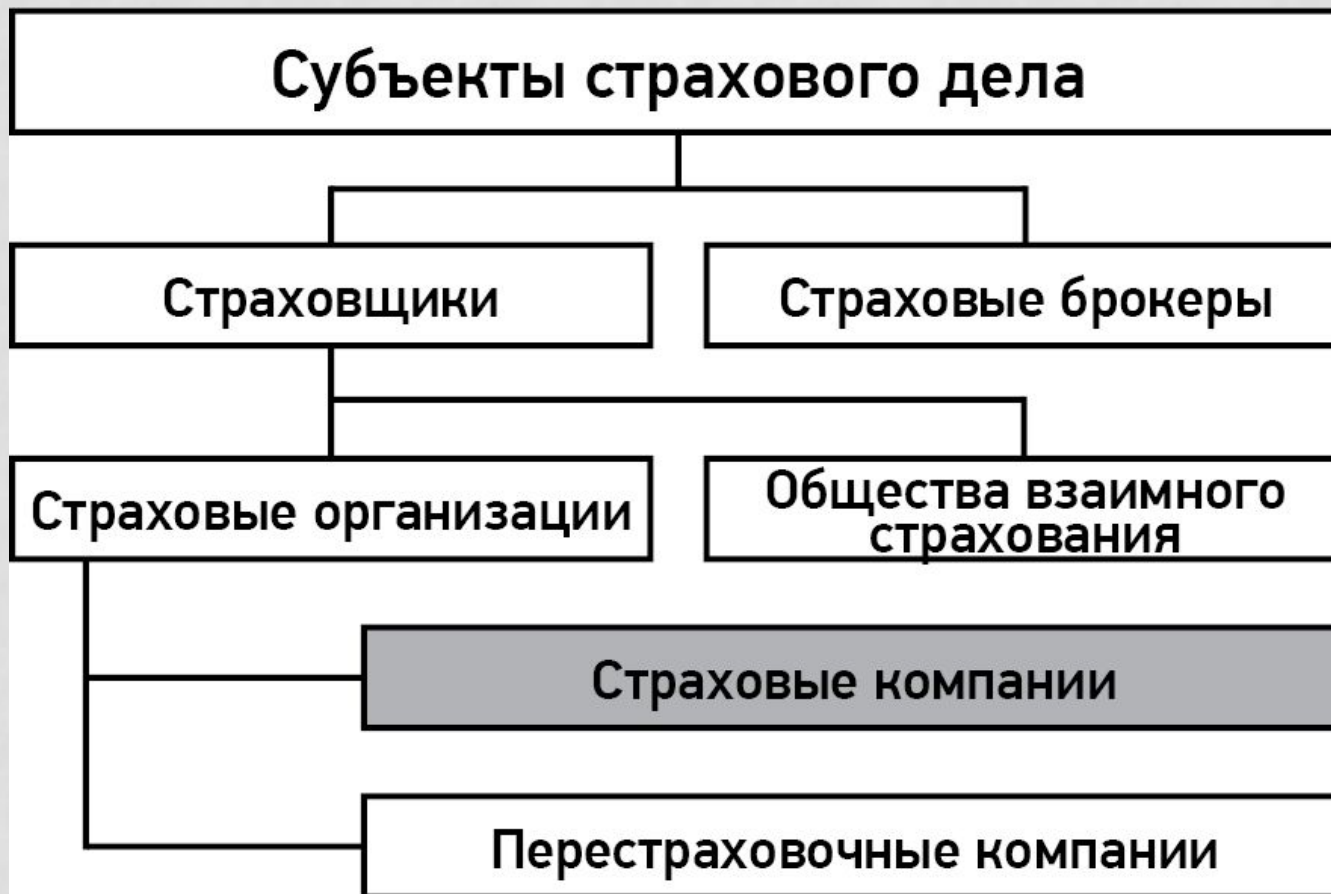 Субъекты страхового дела
Страховщики
Страховые брокеры
Страховые организации
Общества взаимного
страхования
Страховые компании
Перестраховочные компании